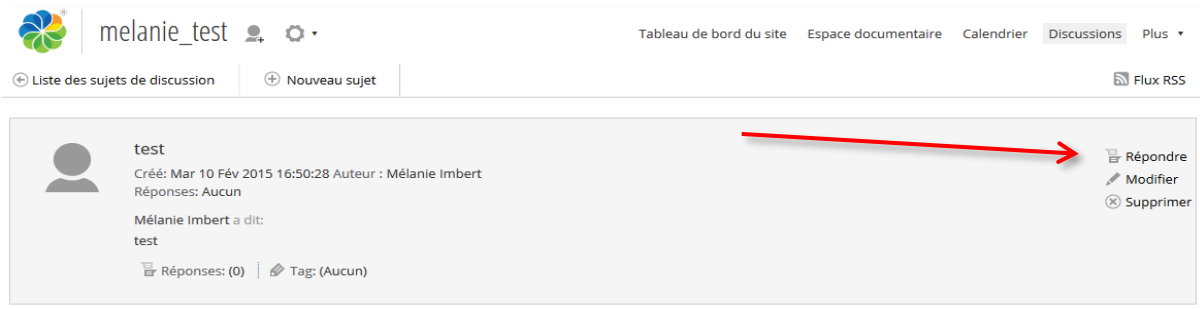 melanie_test
Tableau de bord du site Espace documentaire Calendrier Discussions Plus
Liste des sujets de discussion Nouveau sujet Flux RSS
test
Créé: Mar 10 Fév 2015 16:50:28 Auteur : Mélanie Imbert
Réponses: Aucun
Mélanie Imbert a dit:
test
Réponses: (0) Tag: (Aucun)
Répondre
Modifier
Supprimer